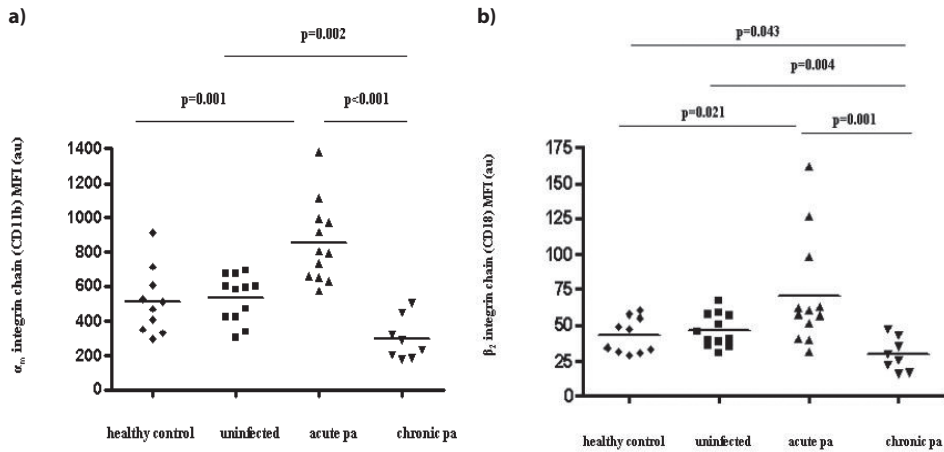 a)
p=0.002
p=0.001
p<0.001
αm integrin chain (CD11b) MFI (au)
1400
1200
1000
800
600
400
200
0
healthy control uninfected acute pa chronic pa
b)
p=0.043
p=0.004
p=0.021
p=0.001
β2 integrin chain (CD18) MFI (au)
175
150
125
100
75
50
25
0
healthy control uninfected acute pa chronic pa